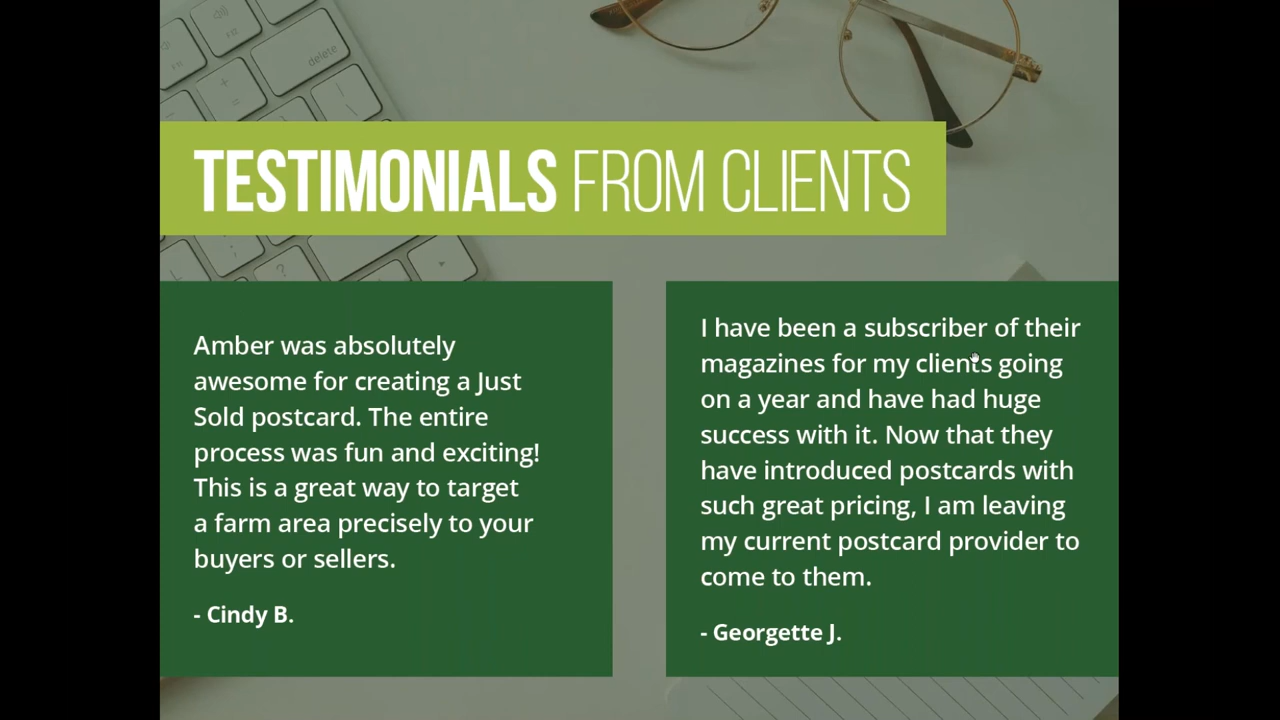 delete
TESTIMONIALS FROM CLIENTS
Amber was absolutely
awesome for creating a Just
Sold postcard. The entire
process was fun and exciting!
This is a great way to target
a farm area precisely to your
buyers or sellers.
- Cindy B.
I have been a subscriber of their
magazines for my clients going
on a year and have had huge
success with it. Now that they
have introduced postcards with
such great pricing, I am leaving
my current postcard provider to
come to them.
- Georgette J.